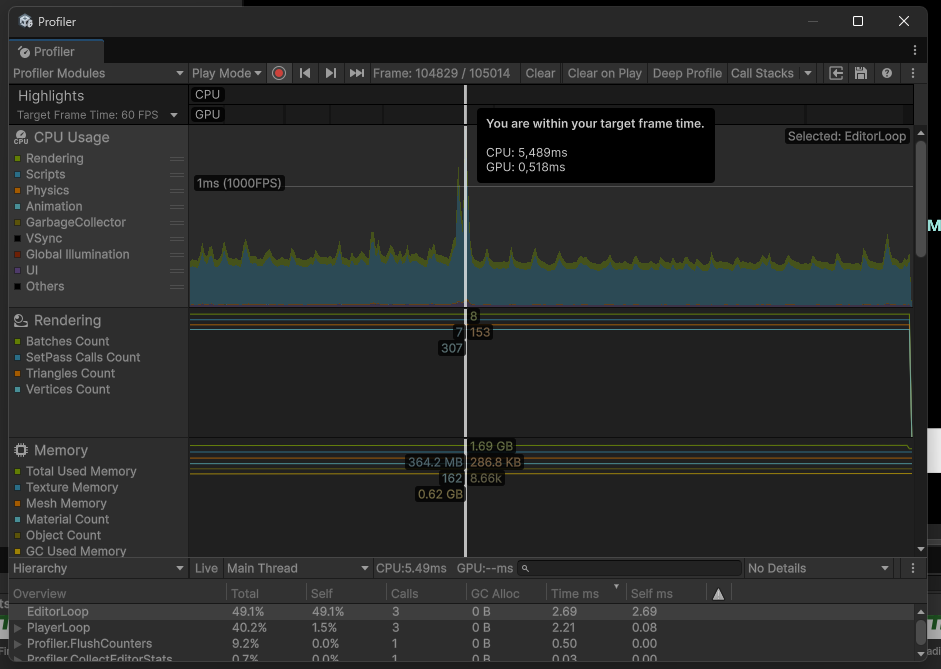 Profiler
Profiler
Profiler Modules Play Mode Frame: 104829 / 105014 Clear Clear on Play Deep Profile Call Stacks
Highlights
Target Frame Time: 60 FPS
CPU
GPU
You are within your target frame time.
CPU: 5,489ms
GPU: 0,518ms
CPU Usage
Selected: EditorLoop
Rendering
Scripts
Physics
Animation
GarbageCollector
VSync
Global Illumination
UI
Others
1ms (1000FPS)
Rendering
Batches Count
SetPass Calls Count
Triangles Count
Vertices Count
8
7 153
307
Memory
Total Used Memory
Texture Memory
Mesh Memory
Material Count
Object Count
GC Used Memory
1.69 GB
364.2 MB 286.8 KB
162 8.66k
0.62 GB
Hierarchy Live Main Thread CPU:5.49ms GPU:--ms No Details
Overview Total Self Calls GC Alloc Time ms Self ms
EditorLoop 49.1% 49.1% 3 0 B 2.69 2.69
PlayerLoop 40.2% 1.5% 3 0 B 2.21 0.08
Profiler.FlushCounters 9.2% 0.0% 1 0 B 0.50 0.00
Profiler.CollectEditorStats 0.7% 0.0% 1 0 B 0.03 0.00